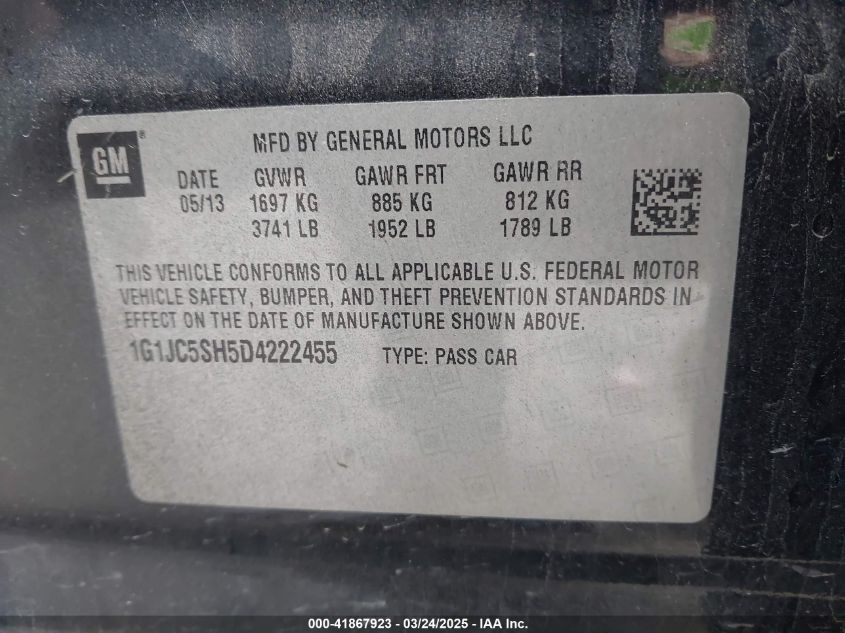 GM®
MFD BY GENERAL MOTORS LLC
DATE GVWR GAWR FRT GAWR RR
05/13 1697 KG 885 KG 812 KG
3741 LB 1952 LB 1789 LB
THIS VEHICLE CONFORMS TO ALL APPLICABLE U.S. FEDERAL MOTOR
VEHICLE SAFETY, BUMPER, AND THEFT PREVENTION STANDARDS IN
EFFECT ON THE DATE OF MANUFACTURE SHOWN ABOVE.
1G1JC5SH5D4222455 TYPE: PASS CAR
000-41867923 - 03/24/2025 - IAA Inc.